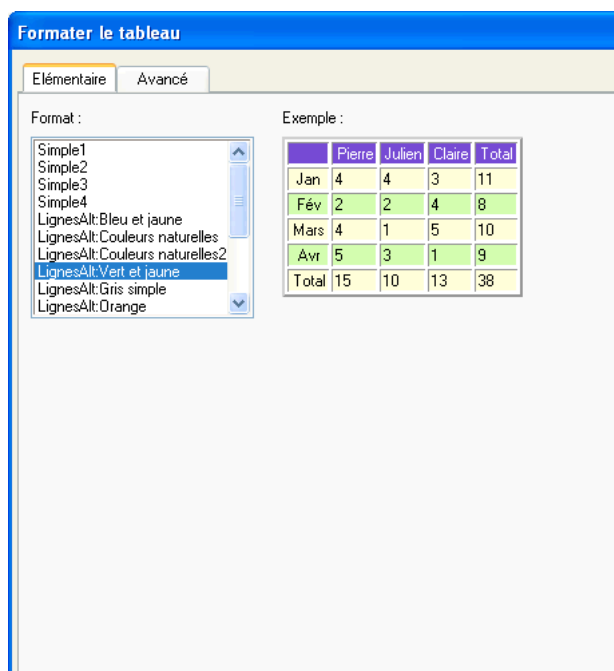 Formater le tableau
Elémentaire Avancé
Format :
Simple1
Simple2
Simple3
Simple4
LignesAlt:Bleu et jaune
LignesAlt:Couleurs naturelles
LignesAlt:Couleurs naturelles2
LignesAlt:Vert et jaune
LignesAlt:Gris simple
LignesAlt:Orange
Exemple :
Pierre Julien Claire Total
Jan 4 4 3 11
Fév 2 2 4 8
Mars 4 1 5 10
Avr 5 3 1 9
Total 15 10 13 38